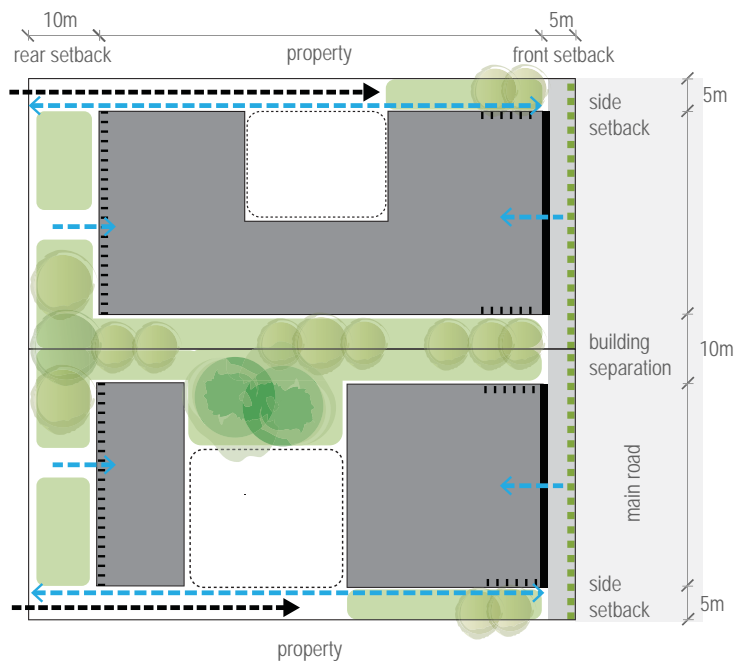 10m
5m
rear setback
property
front setback
side
setback
5m
building
separation
10m
main road
side
setback
5m
property